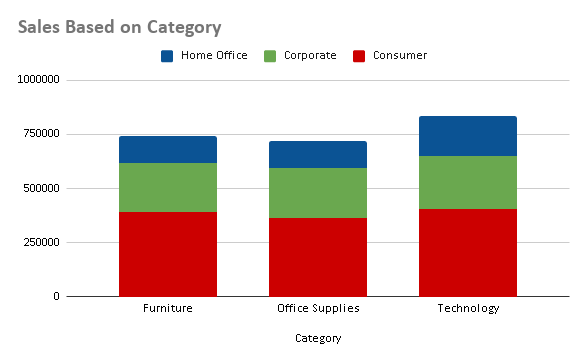 Sales Based on Category
Home Office Corporate Consumer
1000000
750000
500000
250000
0
Furniture Office Supplies Technology
Category